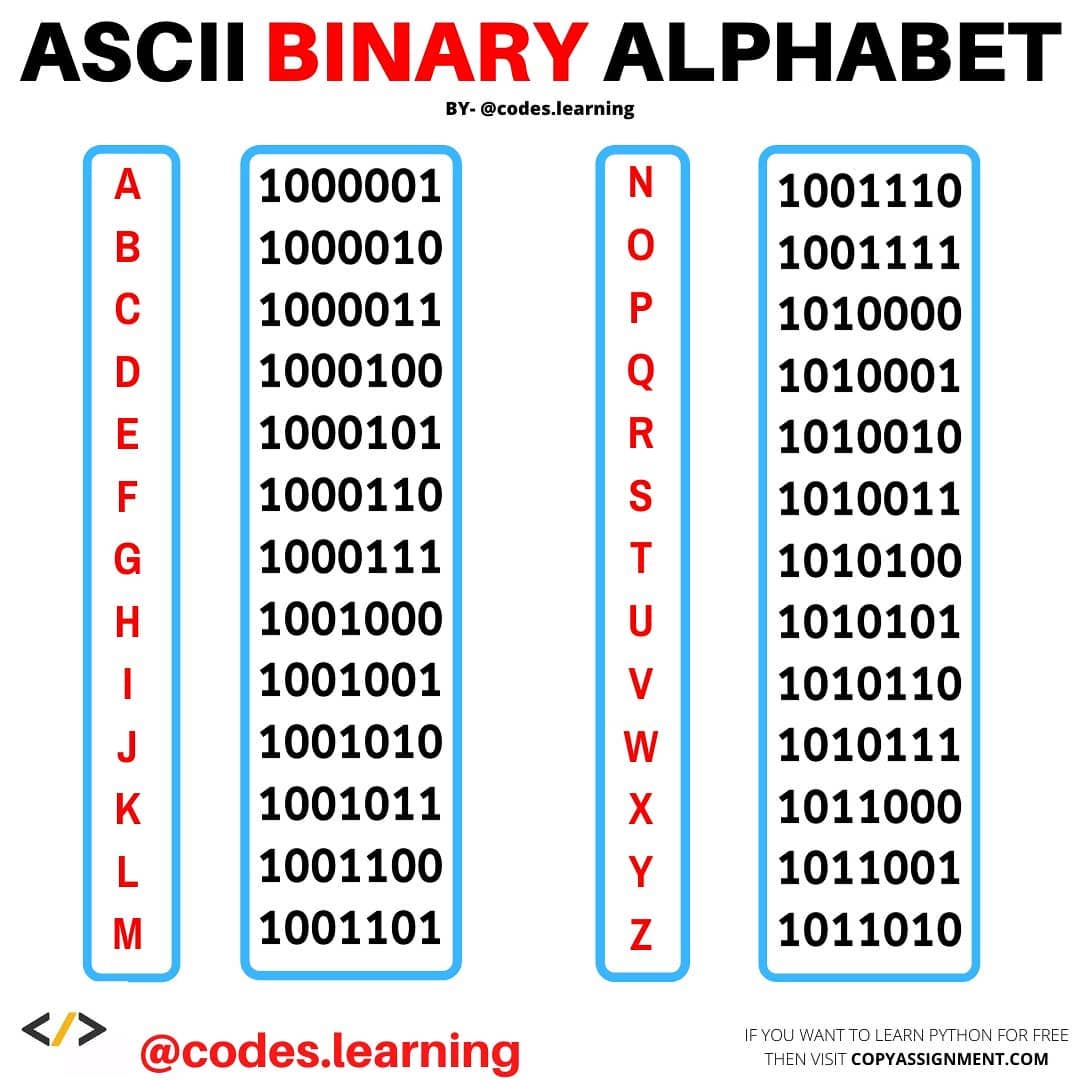 ASCII BINARY ALPHABET
BY- @codes.learning
A 1000001 N 1001110
B 1000010 O 1001111
C 1000011 P 1010000
D 1000100 Q 1010001
E 1000101 R 1010010
F 1000110 S 1010011
G 1000111 T 1010100
H 1001000 U 1010101
I 1001001 V 1010110
J 1001010 W 1010111
K 1001011 X 1011000
L 1001100 Y 1011001
M 1001101 Z 1011010
</> @codes.learning
IF YOU WANT TO LEARN PYTHON FOR FREE
THEN VISIT COPYASSIGNMENT.COM